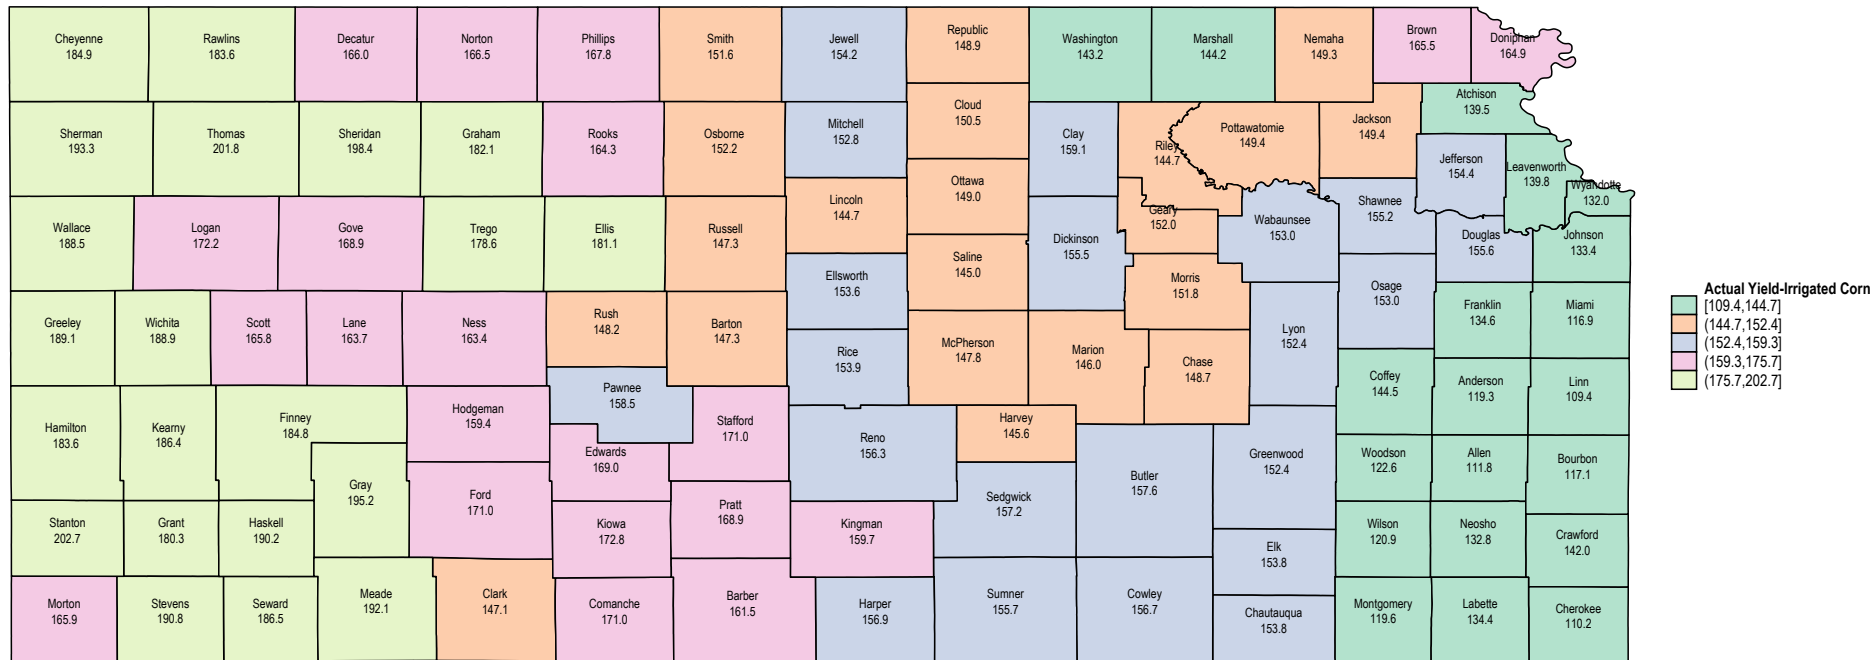 Cheyenne
184.9
Rawlins
183.6
Decatur
166.0
Norton
166.5
Phillips
167.8
Smith
151.6
Jewell
154.2
Republic
148.9
Washington
143.2
Marshall
144.2
Nemaha
149.3
Brown
165.5
Doniphan
164.9
Sherman
193.3
Thomas
201.8
Sheridan
198.4
Graham
182.1
Rooks
164.3
Osborne
152.2
Mitchell
152.8
Cloud
150.5
Clay
159.1
Riley
144.7
Pottawatomie
149.4
Jackson
149.4
Atchison
139.5
Jefferson
154.4
Leavenworth
139.8
Wyandotte
132.0
Wallace
188.5
Logan
172.2
Gove
168.9
Trego
178.6
Ellis
181.1
Russell
147.3
Lincoln
144.7
Ottawa
149.0
Dickinson
155.5
Geary
152.0
Wabaunsee
153.0
Shawnee
155.2
Douglas
155.6
Johnson
133.4
Ellsworth
153.6
Saline
145.0
Morris
151.8
Osage
153.0
Franklin
134.6
Miami
116.9
Greeley
189.1
Wichita
188.9
Scott
165.8
Lane
163.7
Ness
163.4
Rush
148.2
Barton
147.3
Rice
153.9
McPherson
147.8
Marion
146.0
Chase
148.7
Lyon
152.4
Coffey
144.5
Anderson
119.3
Linn
109.4
Hamilton
183.6
Kearny
186.4
Finney
184.8
Hodgeman
159.4
Pawnee
158.5
Stafford
171.0
Edwards
169.0
Reno
156.3
Harvey
145.6
Butler
157.6
Greenwood
152.4
Woodson
122.6
Allen
111.8
Bourbon
117.1
Gray
195.2
Ford
171.0
Stanton
202.7
Grant
180.3
Haskell
190.2
Kiowa
172.8
Pratt
168.9
Kingman
159.7
Sedgwick
157.2
Elk
153.8
Wilson
120.9
Neosho
132.8
Crawford
142.0
Morton
165.9
Stevens
190.8
Seward
186.5
Meade
192.1
Clark
147.1
Comanche
171.0
Barber
161.5
Harper
156.9
Sumner
155.7
Cowley
156.7
Chautauqua
153.8
Montgomery
119.6
Labette
134.4
Cherokee
110.2
Actual Yield-Irrigated Corn
[109.4,144.7]
(144.7,152.4]
(152.4,159.3]
(159.3,175.7]
(175.7,202.7]